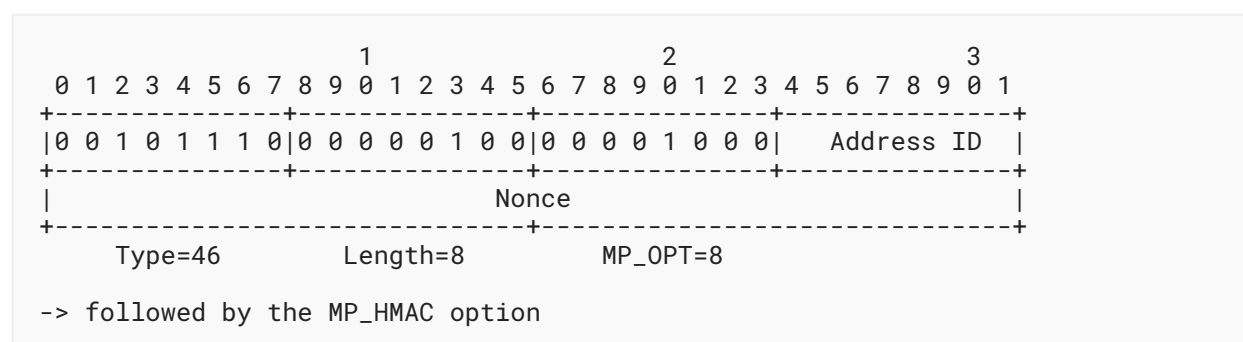 1                   2                   3
 0 1 2 3 4 5 6 7 8 9 0 1 2 3 4 5 6 7 8 9 0 1 2 3 4 5 6 7 8 9 0 1
+---------------+---------------+---------------+---------------+
|0 0 1 0 1 1 1 0|0 0 0 0 0 1 0 0|0 0 0 0 1 0 0 0|   Address ID  |
+---------------+---------------+---------------+---------------+
|                             Nonce                             |
+-------------------------------+-------------------------------+
     Type=46        Length=8         MP_OPT=8
-> followed by the MP_HMAC option